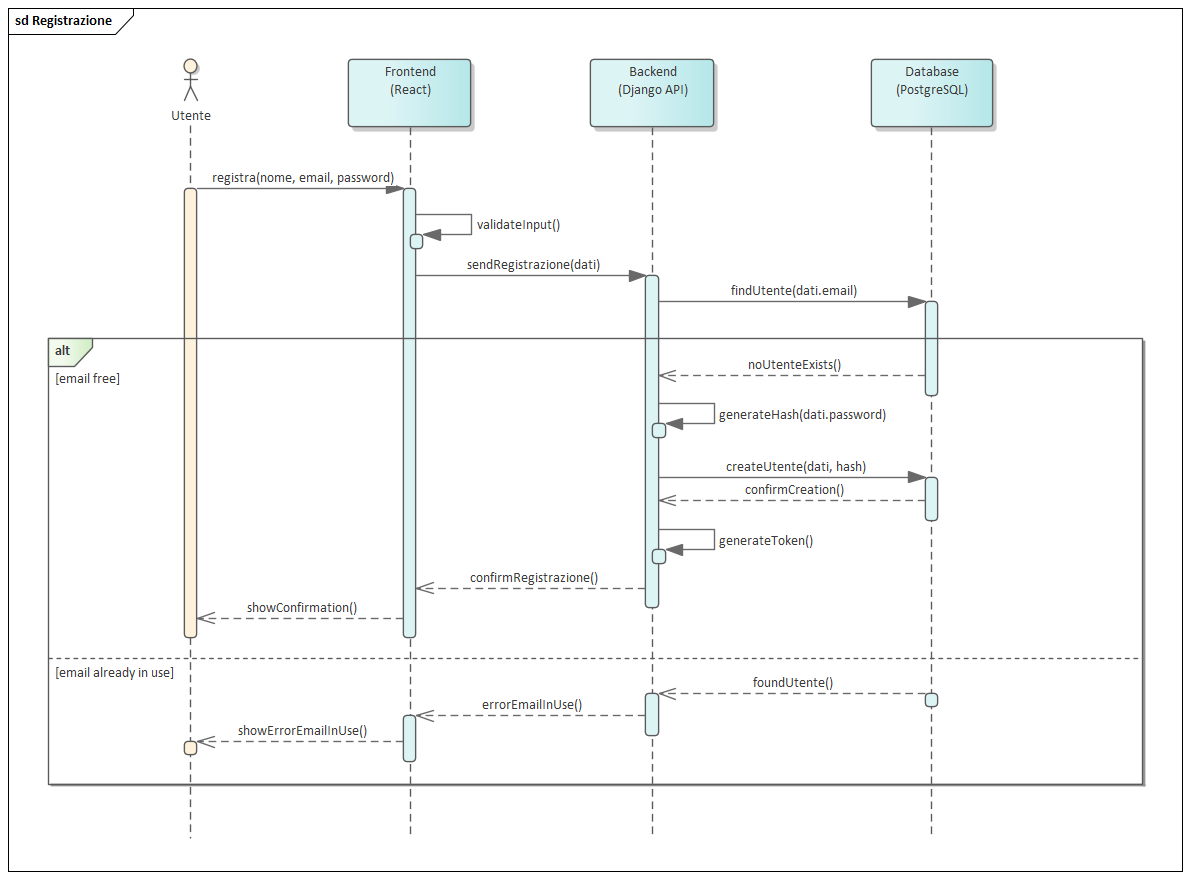 sd Registrazione
Utente
Frontend
(React)
Backend
(Django API)
Database
(PostgreSQL)
registra(nome, email, password)
validateInput()
sendRegistrazione(dati)
findUtente(dati.email)
alt
[email free]
noUtenteExists()
generateHash(dati.password)
createUtente(dati, hash)
confirmCreation()
generateToken()
confirmRegistrazione()
showConfirmation()
[email already in use]
foundUtente()
errorEmailInUse()
showErrorEmailInUse()